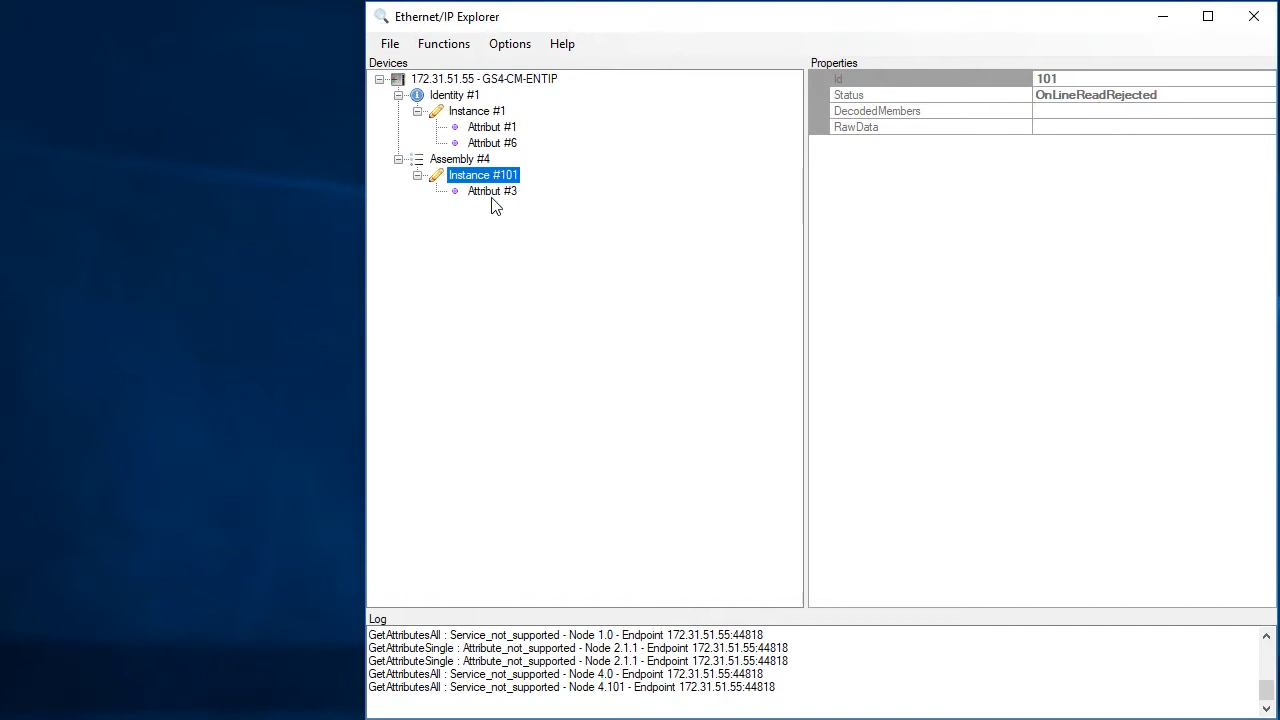 Ethernet/IP Explorer
File Functions Options Help
Devices
172.31.51.55 - GS4-CM-ENTIP
Identity #1
Instance #1
Attribut #1
Attribut #6
Assembly #4
Instance #101
Attribut #3
Properties
Id 101
Status OnLineReadRejected
DecodedMembers
RawData
Log
GetAttributesAll : Service_not_supported - Node 1.0 - Endpoint 172.31.51.55:44818
GetAttributeSingle : Attribute_not_supported - Node 2.1.1 - Endpoint 172.31.51.55:44818
GetAttributeSingle : Attribute_not_supported - Node 2.1.1 - Endpoint 172.31.51.55:44818
GetAttributesAll : Service_not_supported - Node 4.0 - Endpoint 172.31.51.55:44818
GetAttributesAll : Service_not_supported - Node 4.101 - Endpoint 172.31.51.55:44818